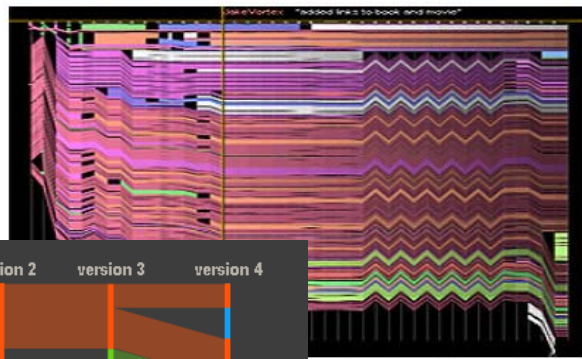 JakeVortex "added links to book and movie"
ion 2 version 3 version 4